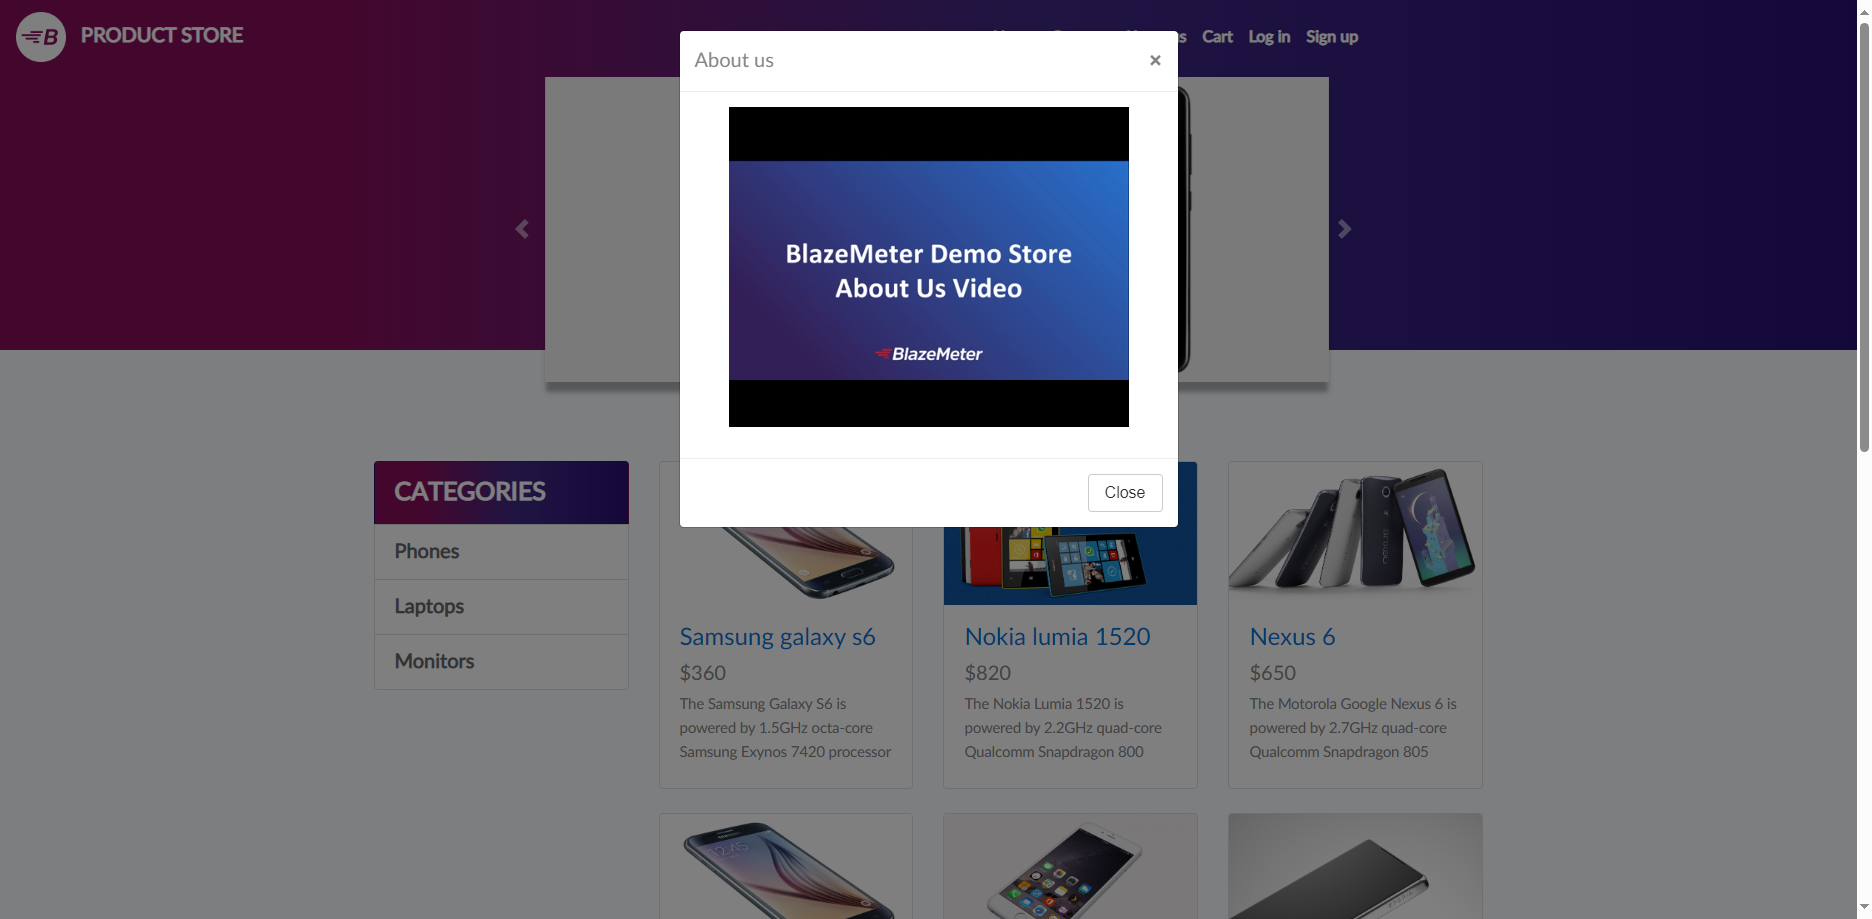 PRODUCT STORE
Cart
Log in
Sign up
About us
×
BlazeMeter Demo Store
About Us Video
BlazeMeter
Close
CATEGORIES
Phones
Laptops
Monitors
Samsung galaxy s6
$360
The Samsung Galaxy S6 is
powered by 1.5GHz octa-core
Samsung Exynos 7420 processor
Nokia lumia 1520
$820
The Nokia Lumia 1520 is
powered by 2.2GHz quad-core
Qualcomm Snapdragon 800
Nexus 6
$650
The Motorola Google Nexus 6 is
powered by 2.7GHz quad-core
Qualcomm Snapdragon 805
12:45